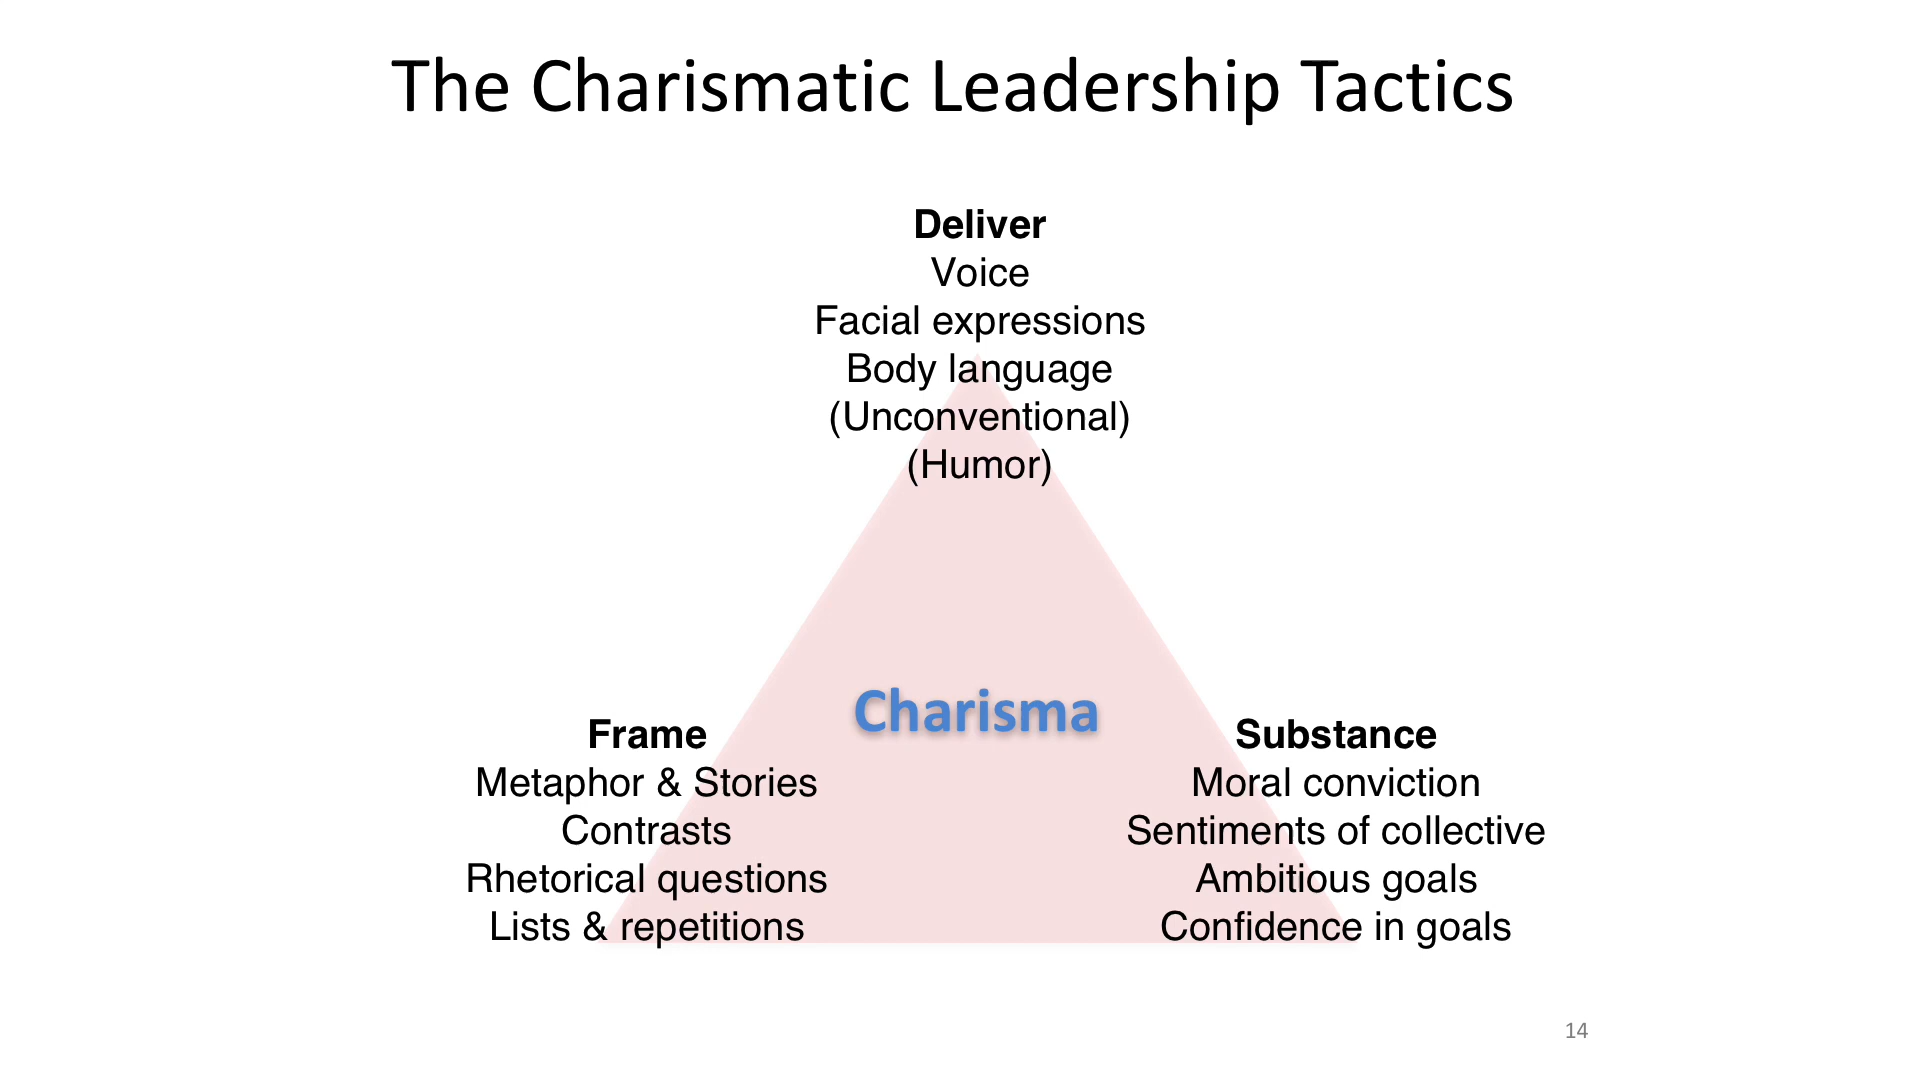 The Charismatic Leadership Tactics
Deliver
Voice
Facial expressions
Body language
(Unconventional)
(Humor)
Charisma
Frame
Metaphor & Stories
Contrasts
Rhetorical questions
Lists & repetitions
Substance
Moral conviction
Sentiments of collective
Ambitious goals
Confidence in goals
14